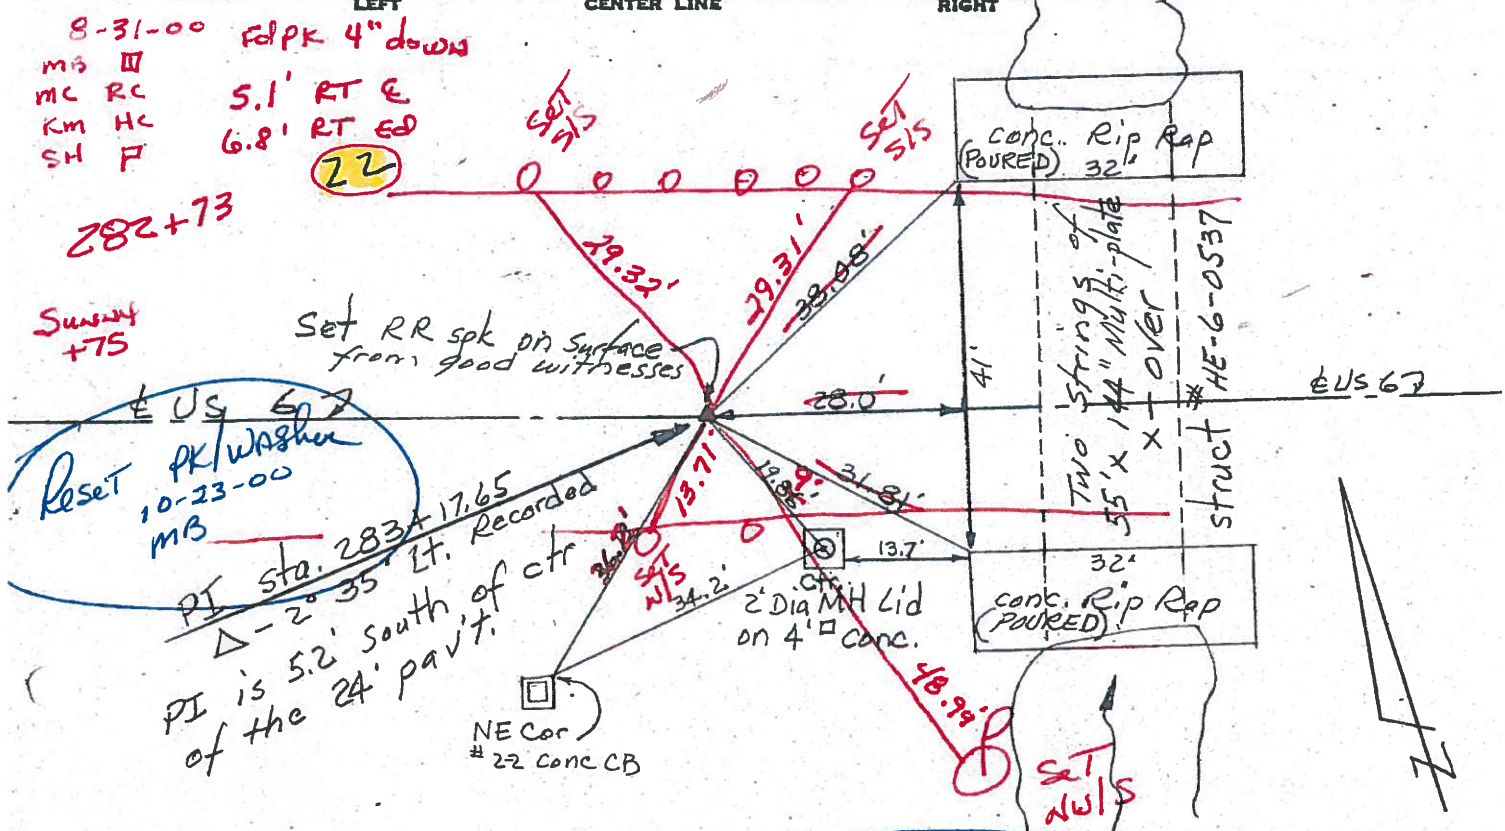 LEFT
CENTER LINE
RIGHT
8-31-00 Fd PK 4" down
MB
MC RC
KM HC
SH
5.1' RT ℄
6.8' RT
22
282+73
Sunny
+75
Set S/S
Set S/S
29.32'
29.31'
38.08'
conc. Rip Rap
(POURED) 32'
Set RR spk on surface
from good witnesses
℄ US 6
28.0'
41'
Two Strings of
55' x 144" Multi-plate
X-over
struct # HE-6-0537
℄ US 6
Reset PK/Washer
10-23-00
MB
PI sta. 283+17.65
Δ - 2° 35' Lt. Recorded
PI is 5.2' south of ctr
of the 24' pav't.
13.71'
19.86'
31.81'
Set
N/S
34.2'
13.7'
Ctr.
2' Dia MH Lid
on 4' □ conc.
32'
conc. Rip Rap
(POURED)
NE Cor
#22 conc CB
48.99'
Set
NW/S
N